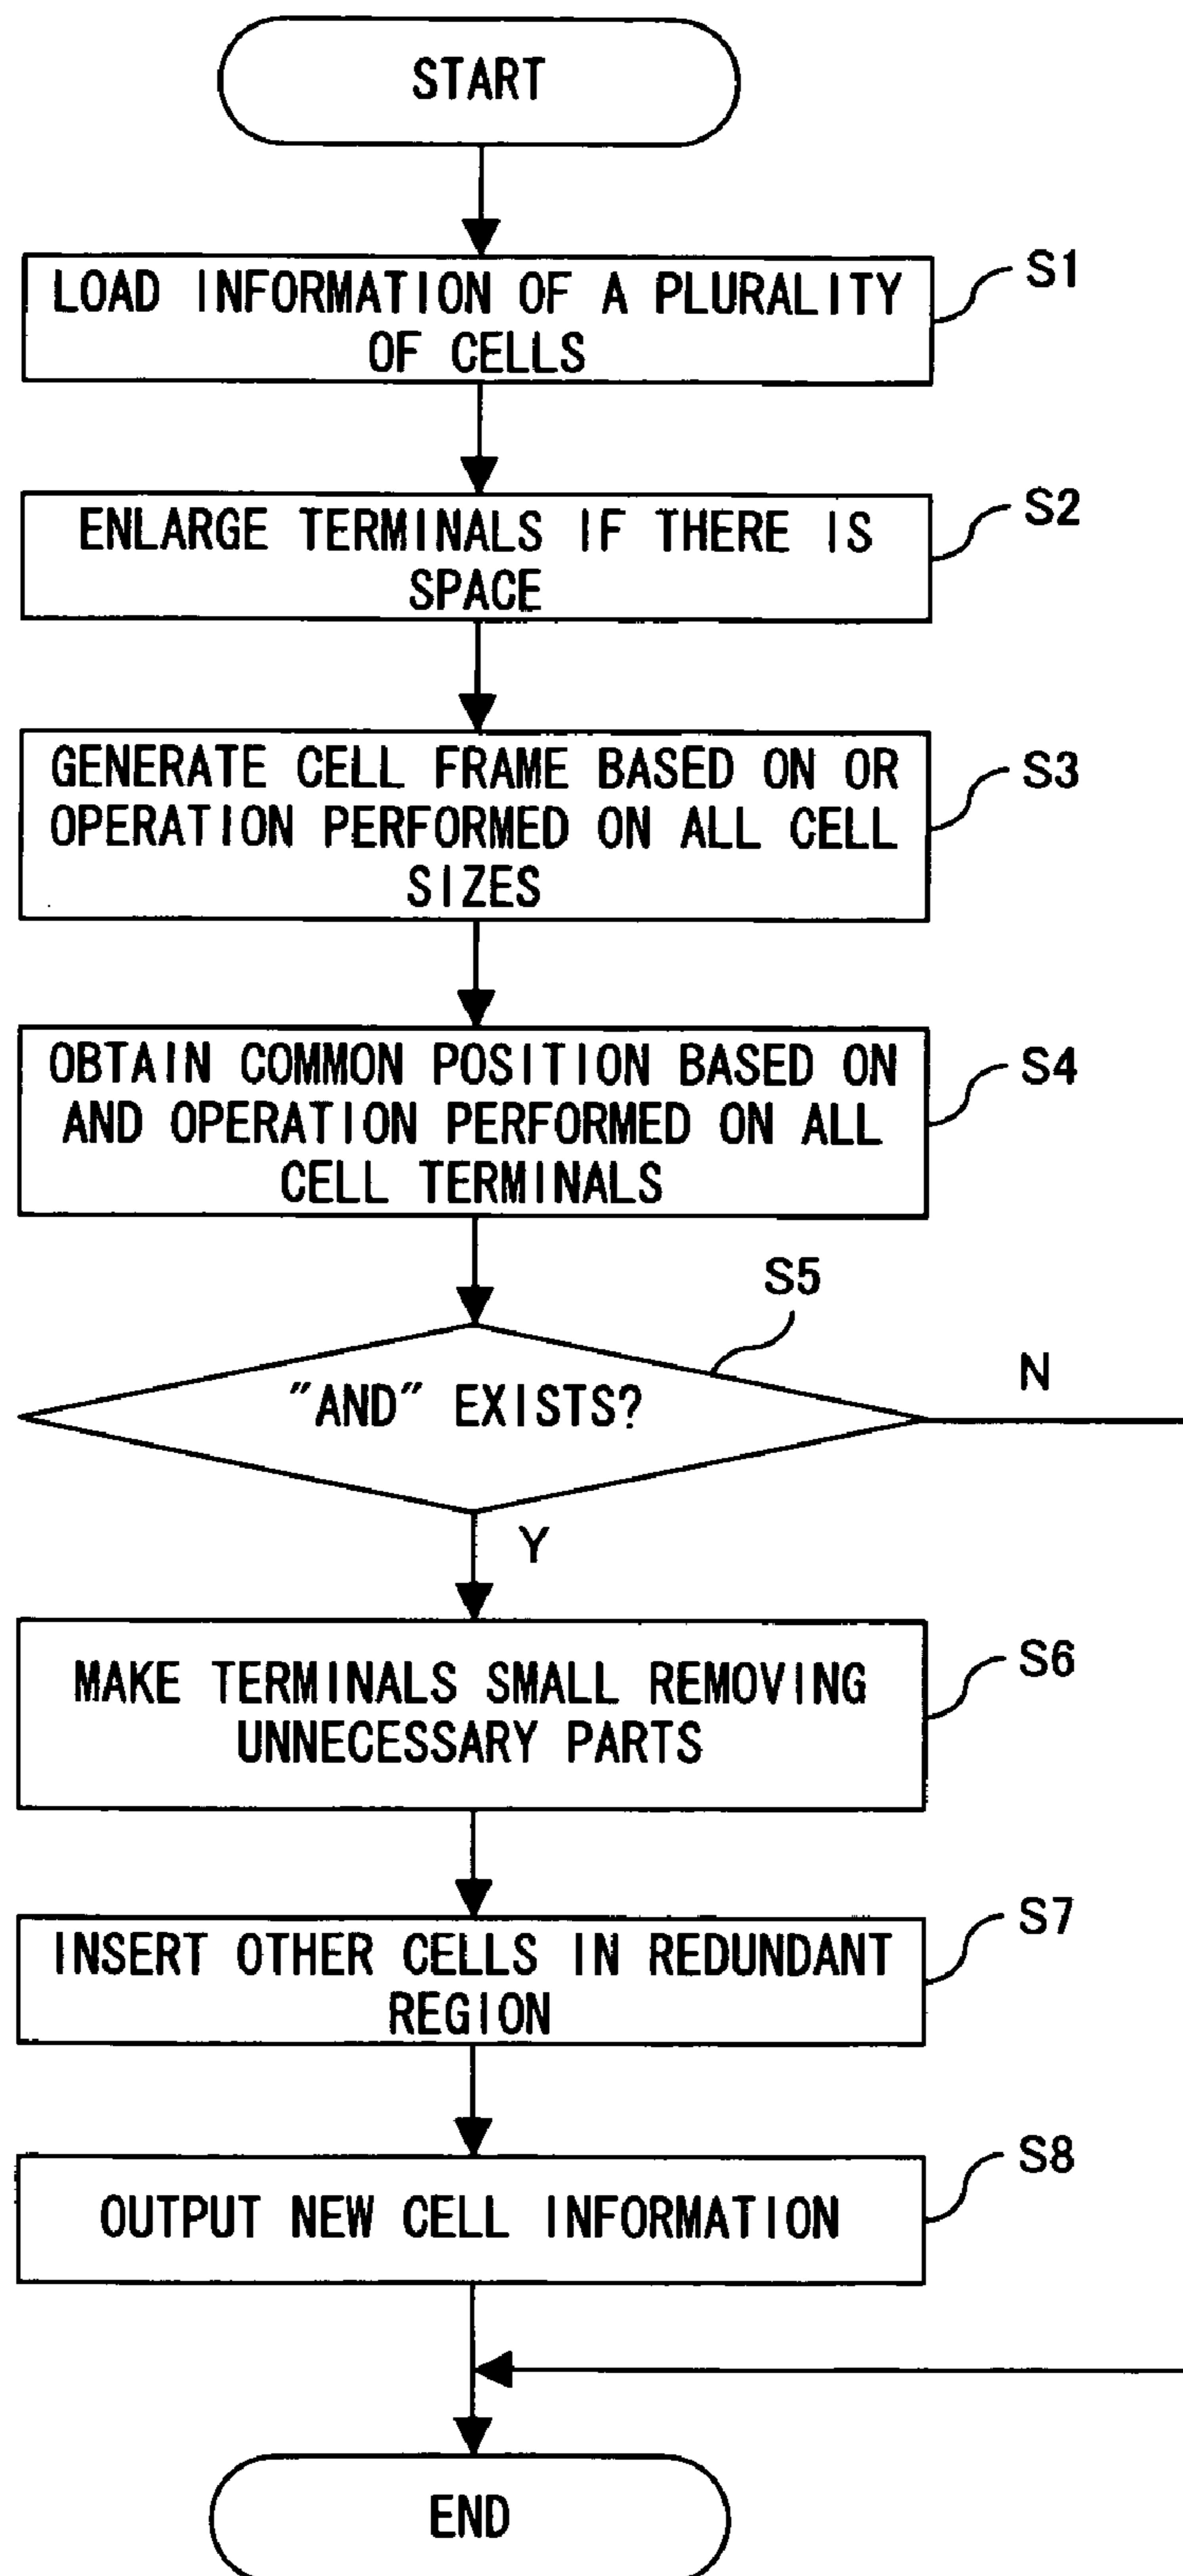 START
LOAD INFORMATION OF A PLURALITY
OF CELLS
S1
ENLARGE TERMINALS IF THERE IS
SPACE
S2
GENERATE CELL FRAME BASED ON OR
OPERATION PERFORMED ON ALL CELL
SIZES
S3
OBTAIN COMMON POSITION BASED ON
AND OPERATION PERFORMED ON ALL
CELL TERMINALS
S4
S5
"AND" EXISTS?
N
Y
MAKE TERMINALS SMALL REMOVING
UNNECESSARY PARTS
S6
INSERT OTHER CELLS IN REDUNDANT
REGION
S7
OUTPUT NEW CELL INFORMATION
S8
END